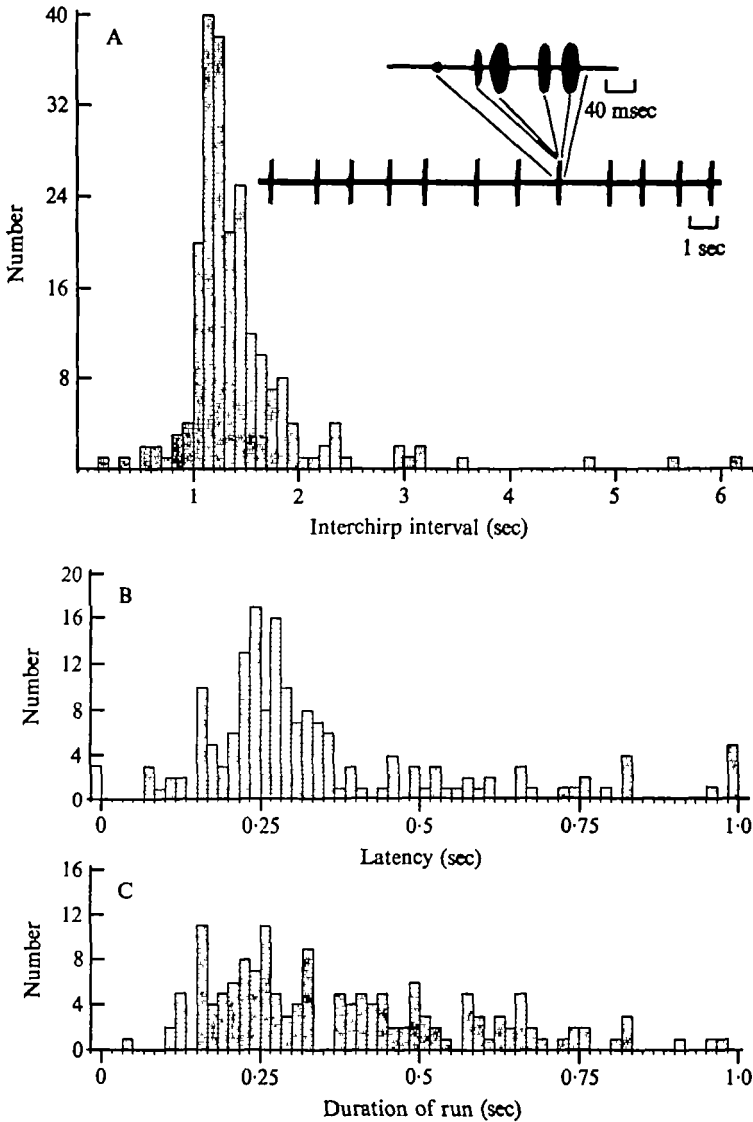 A
40
32
24
16
8
Number
40 msec
1 sec
1 2 3 4 5 6
Interchirp interval (sec)
B
20
16
12
8
4
0
Number
0 0·25 0·5 0·75 1·0
Latency (sec)
C
16
12
8
4
0
Number
0 0·25 0·5 0·75 1·0
Duration of run (sec)